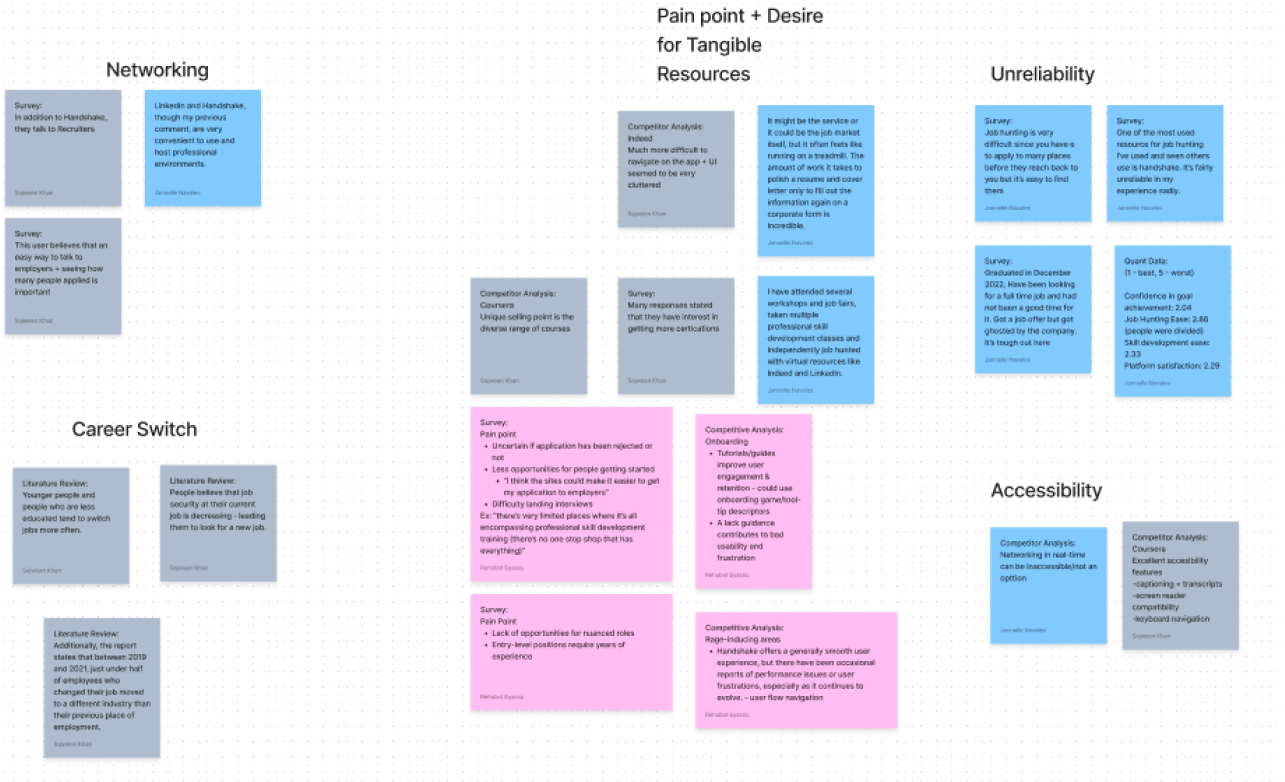 Networking
Survey:
In addition to Handshake,
they talk to Recruiters
Sajween Khan
Linkedin and Handshake,
though my previous
comment, are very
convenient to use and
host professional
environments.
Jannelle Navales
Survey:
This user believes that an
easy way to talk to
employers + seeing how
many people applied is
important
Sajween Khan
Career Switch
Literature Review:
Younger people and
people who are less
educated tend to switch
jobs more often.
Sajween Khan
Literature Review:
People believe that job
security at their current
job is decreasing - leading
them to look for a new job.
Sajween Khan
Literature Review:
Additionally, the report
states that between 2019
and 2021, just under half
of employees who
changed their job moved
to a different industry than
their previous place of
employment.
Sajween Khan
Pain point + Desire
for Tangible
Resources
Competitor Analysis:
Indeed
Much more difficult to
navigate on the app + UI
seemed to be very
cluttered
Sajween Khan
It might be the service or
it could be the job market
itself, but it often feels like
running on a treadmill. The
amount of work it takes to
polish a resume and cover
letter only to fill out the
information again on a
corporate form is
incredible.
Jannelle Navales
Competitor Analysis:
Coursera
Unique selling point is the
diverse range of courses
Sajween Khan
Survey:
Many responses stated
that they have interest in
getting more certications
Sajween Khan
I have attended several
workshops and job fairs,
taken multiple
professional skill
development classes and
independently job hunted
with virtual resources like
Indeed and LinkedIn.
Jannelle Navales
Survey:
Pain point
• Uncertain if application has been rejected or
not
• Less opportunities for people getting started
• "I think the sites could make it easier to get
my application to employers"
• Difficulty landing interviews
Ex: "there's very limited places where it's all
encompassing professional skill development
training (there's no one stop shop that has
everything)"
Rehabot Eyassu
Competitive Analysis:
Onboarding
• Tutorials/guides
improve user
engagement &
retention - could use
onboarding game/tool-
tip descriptors
• A lack guidance
contributes to bad
usability and
frustration
Rehabot Eyassu
Survey:
Pain Point
• Lack of opportunities for nuanced roles
• Entry-level positions require years of
experience
Rehabot Eyassu
Competitive Analysis:
Rage-inducing areas
• Handshake offers a generally smooth user
experience, but there have been occasional
reports of performance issues or user
frustrations, especially as it continues to
evolve. - user flow navigation
Rehabot Eyassu
Unreliability
Survey:
Job hunting is very
difficult since you have e
to apply to many places
before they reach back to
you but it's easy to find
them
Jannelle Navales
Survey:
One of the most used
resource for job hunting
I've used and seen others
use is handshake. It's fairly
unreliable in my
experience sadly.
Jannelle Navales
Survey:
Graduated in December
2022, Have been looking
for a full time job and had
not been a good time for
it. Got a job offer but got
ghosted by the company.
It's tough out here
Jannelle Navales
Quant Data:
(1 - best, 5 - worst)
Confidence in goal
achievement: 2.04
Job Hunting Ease: 2.86
(people were divided)
Skill development ease:
2.33
Platform satisfaction: 2.29
Jannelle Navales
Accessibility
Competitor Analysis:
Networking in real-time
can be inaccessible/not an
opttion
Jannelle Navales
Competitor Analysis:
Coursera
Excellent accesibility
features
-captioning + transcripts
-screen reader
compatibility
-keyboard navigation
Sajween Khan